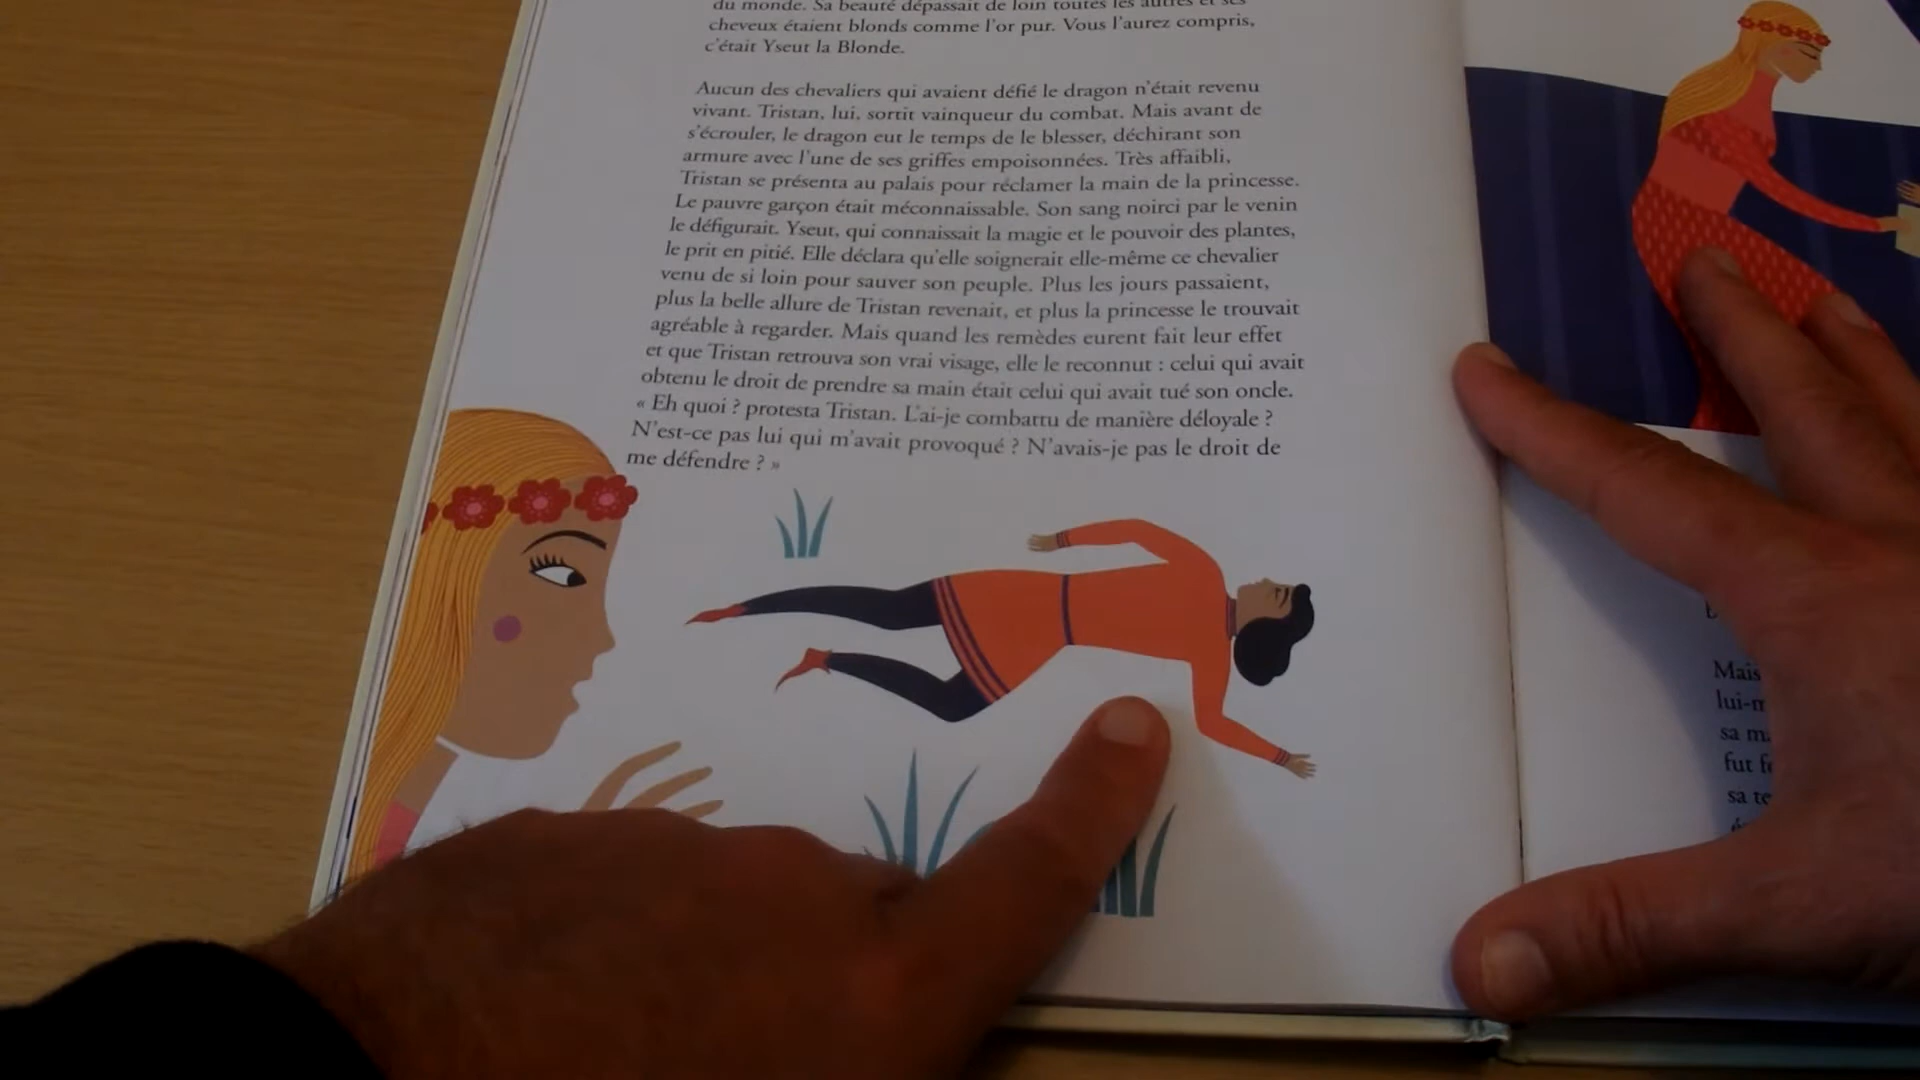 du monde. Sa beauté dépassait de loin toutes les autres et ses
cheveux étaient blonds comme l'or pur. Vous l'aurez compris,
c'était Yseut la Blonde.
Aucun des chevaliers qui avaient défié le dragon n'était revenu
vivant. Tristan, lui, sortit vainqueur du combat. Mais avant de
s'écrouler, le dragon eut le temps de le blesser, déchirant son
armure avec l'une de ses griffes empoisonnées. Très affaibli,
Tristan se présenta au palais pour réclamer la main de la princesse.
Le pauvre garçon était méconnaissable. Son sang noirci par le venin
le défigurait. Yseut, qui connaissait la magie et le pouvoir des plantes,
le prit en pitié. Elle déclara qu'elle soignerait elle-même ce chevalier
venu de si loin pour sauver son peuple. Plus les jours passaient,
plus la belle allure de Tristan revenait, et plus la princesse le trouvait
agréable à regarder. Mais quand les remèdes eurent fait leur effet
et que Tristan retrouva son vrai visage, elle le reconnut : celui qui avait
obtenu le droit de prendre sa main était celui qui avait tué son oncle.
« Eh quoi ? protesta Tristan. L'ai-je combattu de manière déloyale ?
N'est-ce pas lui qui m'avait provoqué ? N'avais-je pas le droit de
me défendre ? »
Mais
lui-m
sa m
fut f
sa te